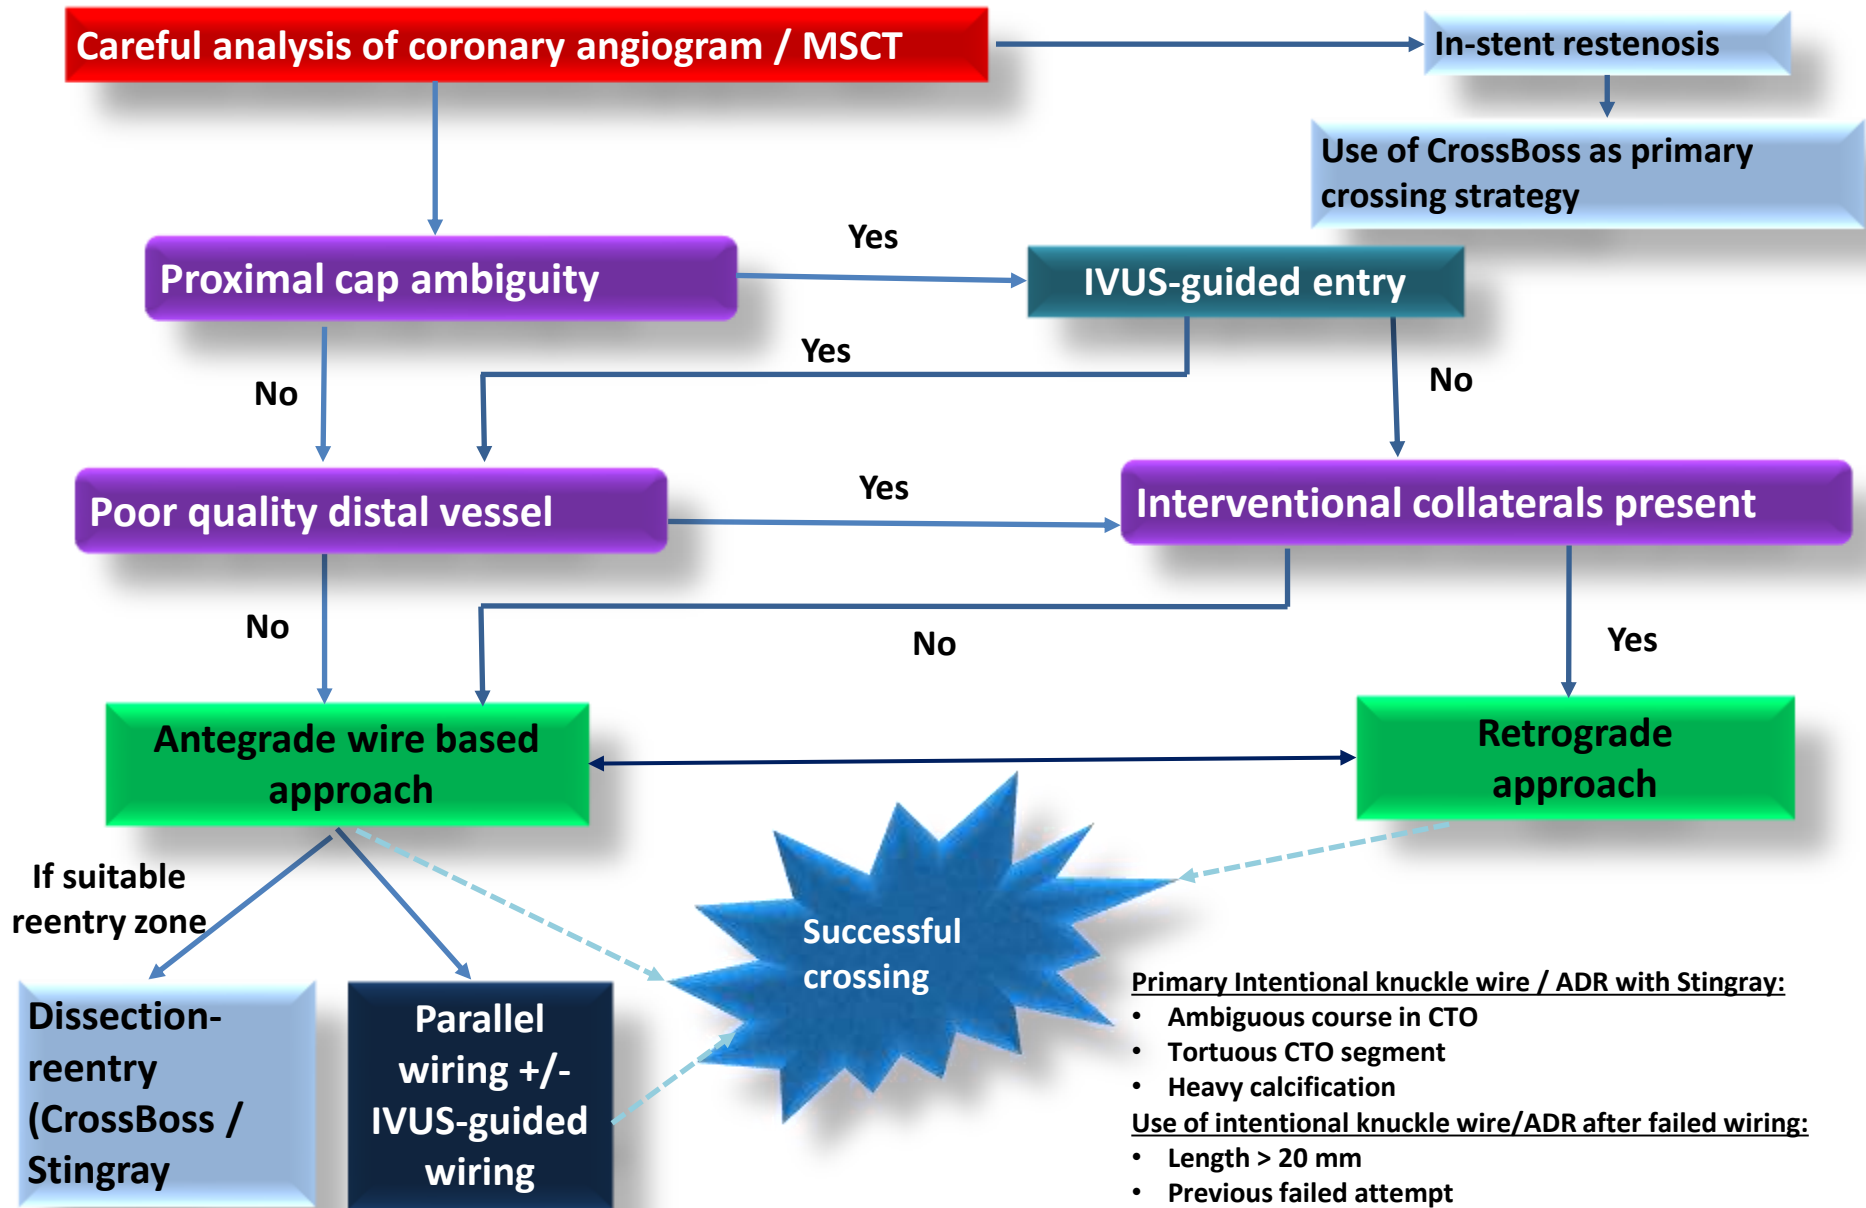 Careful analysis of coronary angiogram / MSCT
In-stent restenosis
Use of CrossBoss as primary
crossing strategy
Yes
Proximal cap ambiguity
IVUS-guided entry
Yes
No
No
Poor quality distal vessel
Yes
Interventional collaterals present
No
No
Yes
Antegrade wire based
approach
Retrograde
approach
If suitable
reentry zone
Successful
crossing
Dissection-
reentry
(CrossBoss /
Stingray
Parallel
wiring +/-
IVUS-guided
wiring
Primary Intentional knuckle wire / ADR with Stingray:
• Ambiguous course in CTO
• Tortuous CTO segment
• Heavy calcification
Use of intentional knuckle wire/ADR after failed wiring:
• Length > 20 mm
• Previous failed attempt